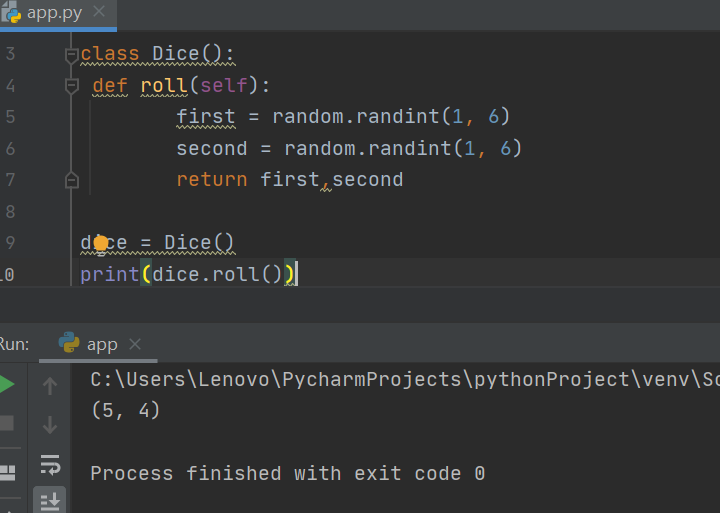 app.py
3 class Dice():
4 def roll(self):
5 first = random.randint(1, 6)
6 second = random.randint(1, 6)
7 return first,second
8
9 dice = Dice()
10 print(dice.roll())
Run: app
C:\Users\Lenovo\PycharmProjects\pythonProject\venv\Sc
(5, 4)
Process finished with exit code 0